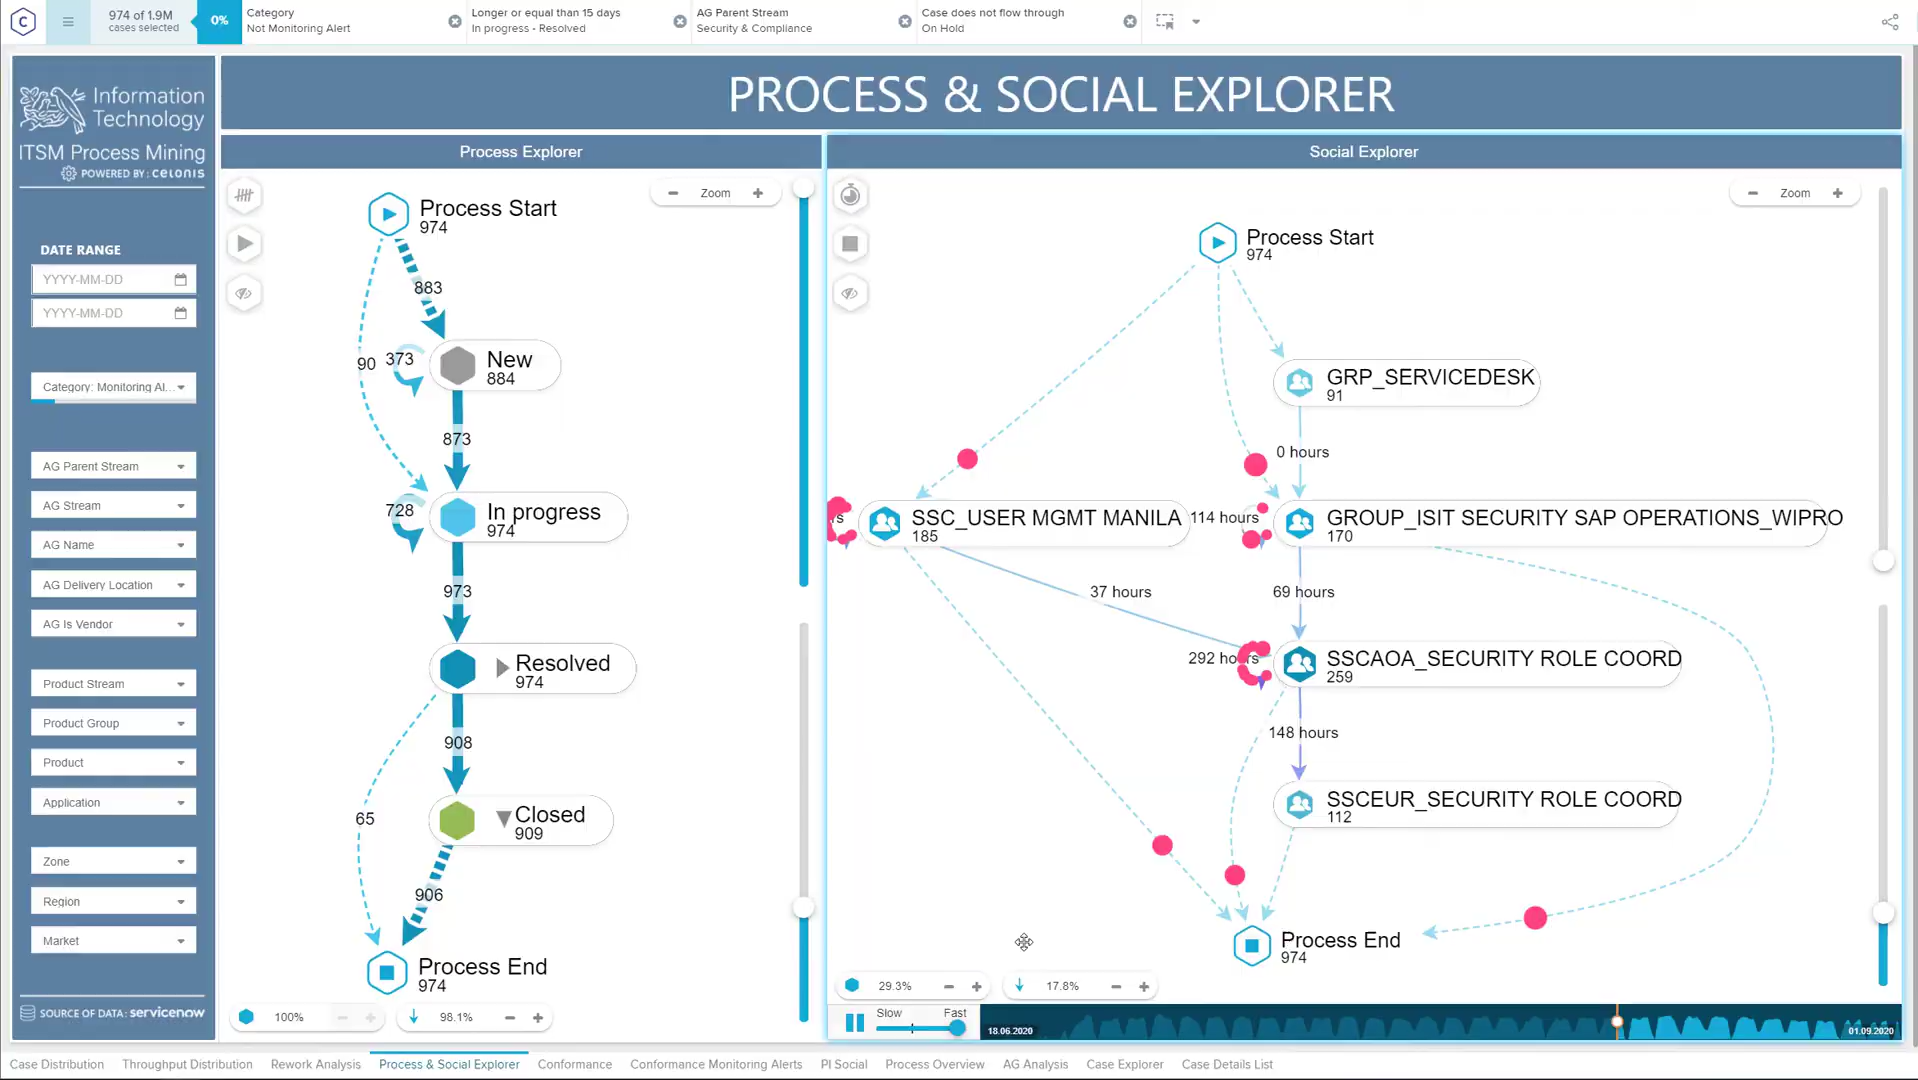 974 of 1.9M
cases selected
0%
Category
Not Monitoring Alert
Longer or equal than 15 days
In progress - Resolved
AG Parent Stream
Security & Compliance
Case does not flow through
On Hold
Information
Technology
ITSM Process Mining
POWERED BY: celonis
DATE RANGE
YYYY-MM-DD
YYYY-MM-DD
Category: Monitoring Al...
AG Parent Stream
AG Stream
AG Name
AG Delivery Location
AG Is Vendor
Product Stream
Product Group
Product
Application
Zone
Region
Market
SOURCE OF DATA: servicenow
PROCESS & SOCIAL EXPLORER
Process Explorer
Zoom
Process Start
974
883
90
373
New
884
873
728
In progress
974
973
Resolved
974
908
65
Closed
909
906
Process End
974
100%
98.1%
Social Explorer
Zoom
Process Start
974
GRP_SERVICEDESK
91
0 hours
rs
SSC_USER MGMT MANILA
185
114 hours
GROUP_ISIT SECURITY SAP OPERATIONS_WIPRO
170
37 hours
69 hours
292 hours
SSCAOA_SECURITY ROLE COORD
259
148 hours
SSCEUR_SECURITY ROLE COORD
112
Process End
974
29.3%
17.8%
Slow
Fast
18.06.2020
01.09.2020
Case Distribution
Throughput Distribution
Rework Analysis
Process & Social Explorer
Conformance
Conformance Monitoring Alerts
PI Social
Process Overview
AG Analysis
Case Explorer
Case Details List